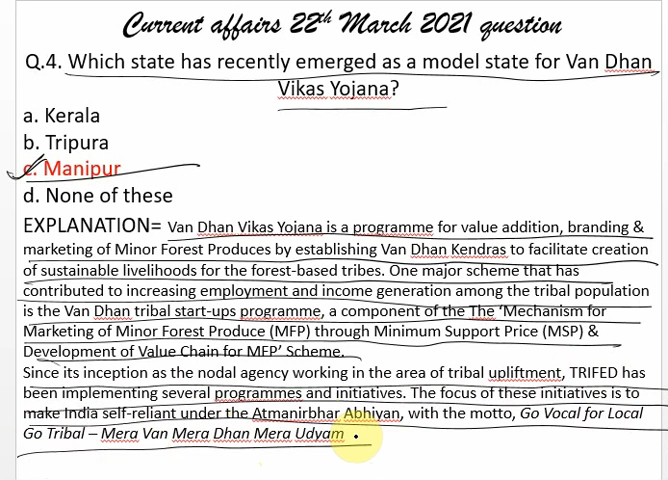 Current affairs 22th March 2021 question
Q.4. Which state has recently emerged as a model state for Van Dhan
Vikas Yojana?
a. Kerala
b. Tripura
c. Manipur
d. None of these
EXPLANATION= Van Dhan Vikas Yojana is a programme for value addition, branding &
marketing of Minor Forest Produces by establishing Van Dhan Kendras to facilitate creation
of sustainable livelihoods for the forest-based tribes. One major scheme that has
contributed to increasing employment and income generation among the tribal population
is the Van Dhan tribal start-ups programme, a component of the The ‘Mechanism for
Marketing of Minor Forest Produce (MFP) through Minimum Support Price (MSP) &
Development of Value Chain for MFP’ Scheme.
Since its inception as the nodal agency working in the area of tribal upliftment, TRIFED has
been implementing several programmes and initiatives. The focus of these initiatives is to
make India self-reliant under the Atmanirbhar Abhiyan, with the motto, Go Vocal for Local
Go Tribal – Mera Van Mera Dhan Mera Udyam